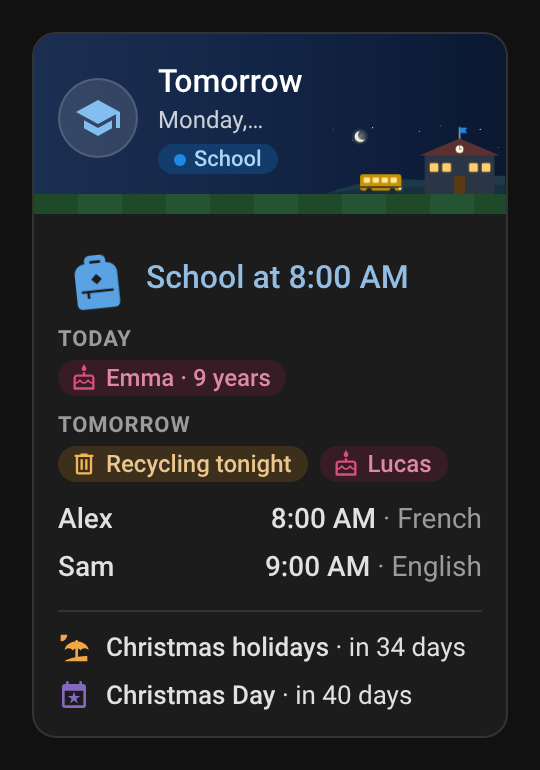 Tomorrow
Monday,...
School
School at 8:00 AM
TODAY
Emma · 9 years
TOMORROW
Recycling tonight
Lucas
Alex 8:00 AM · French
Sam 9:00 AM · English
Christmas holidays · in 34 days
Christmas Day · in 40 days